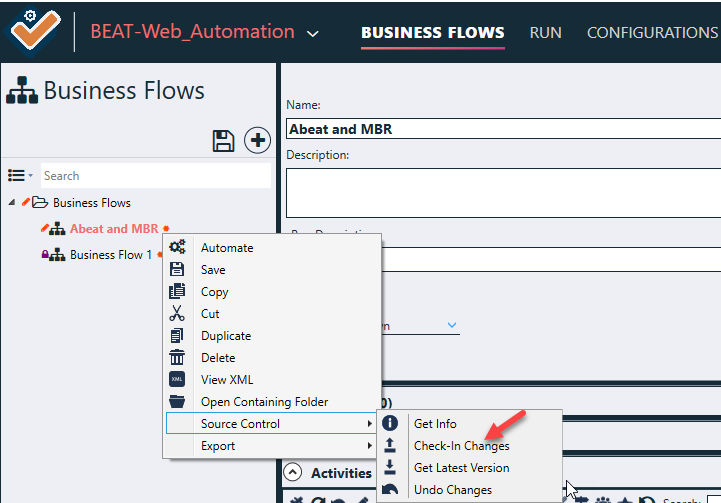 BEAT-Web_Automation
BUSINESS FLOWS
RUN
CONFIGURATIONS
Business Flows
Search
Business Flows
Abeat and MBR
Business Flow 1
Name:
Abeat and MBR
Description:
Automate
Save
Copy
Cut
Duplicate
Delete
XML
View XML
Open Containing Folder
Source Control
Export
Get Info
Check-In Changes
Get Latest Version
Undo Changes
Activities